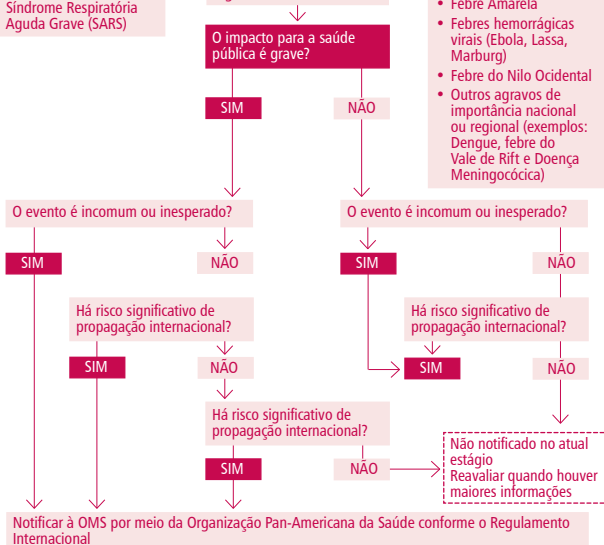 Síndrome Respiratória
Aguda Grave (SARS)
O impacto para a saúde
pública é grave?
• Febre Amarela
• Febres hemorrágicas
virais (Ebola, Lassa,
Marburg)
• Febre do Nilo Ocidental
• Outros agravos de
importância nacional
ou regional (exemplos:
Dengue, febre do
Vale de Rift e Doença
Meningocócica)
SIM
NÃO
O evento é incomum ou inesperado?
O evento é incomum ou inesperado?
SIM
NÃO
SIM
NÃO
Há risco significativo de
propagação internacional?
Há risco significativo de
propagação internacional?
SIM
NÃO
SIM
NÃO
Há risco significativo de
propagação internacional?
SIM
NÃO
Não notificado no atual
estágio
Reavaliar quando houver
maiores informações
Notificar à OMS por meio da Organização Pan-Americana da Saúde conforme o Regulamento
Internacional